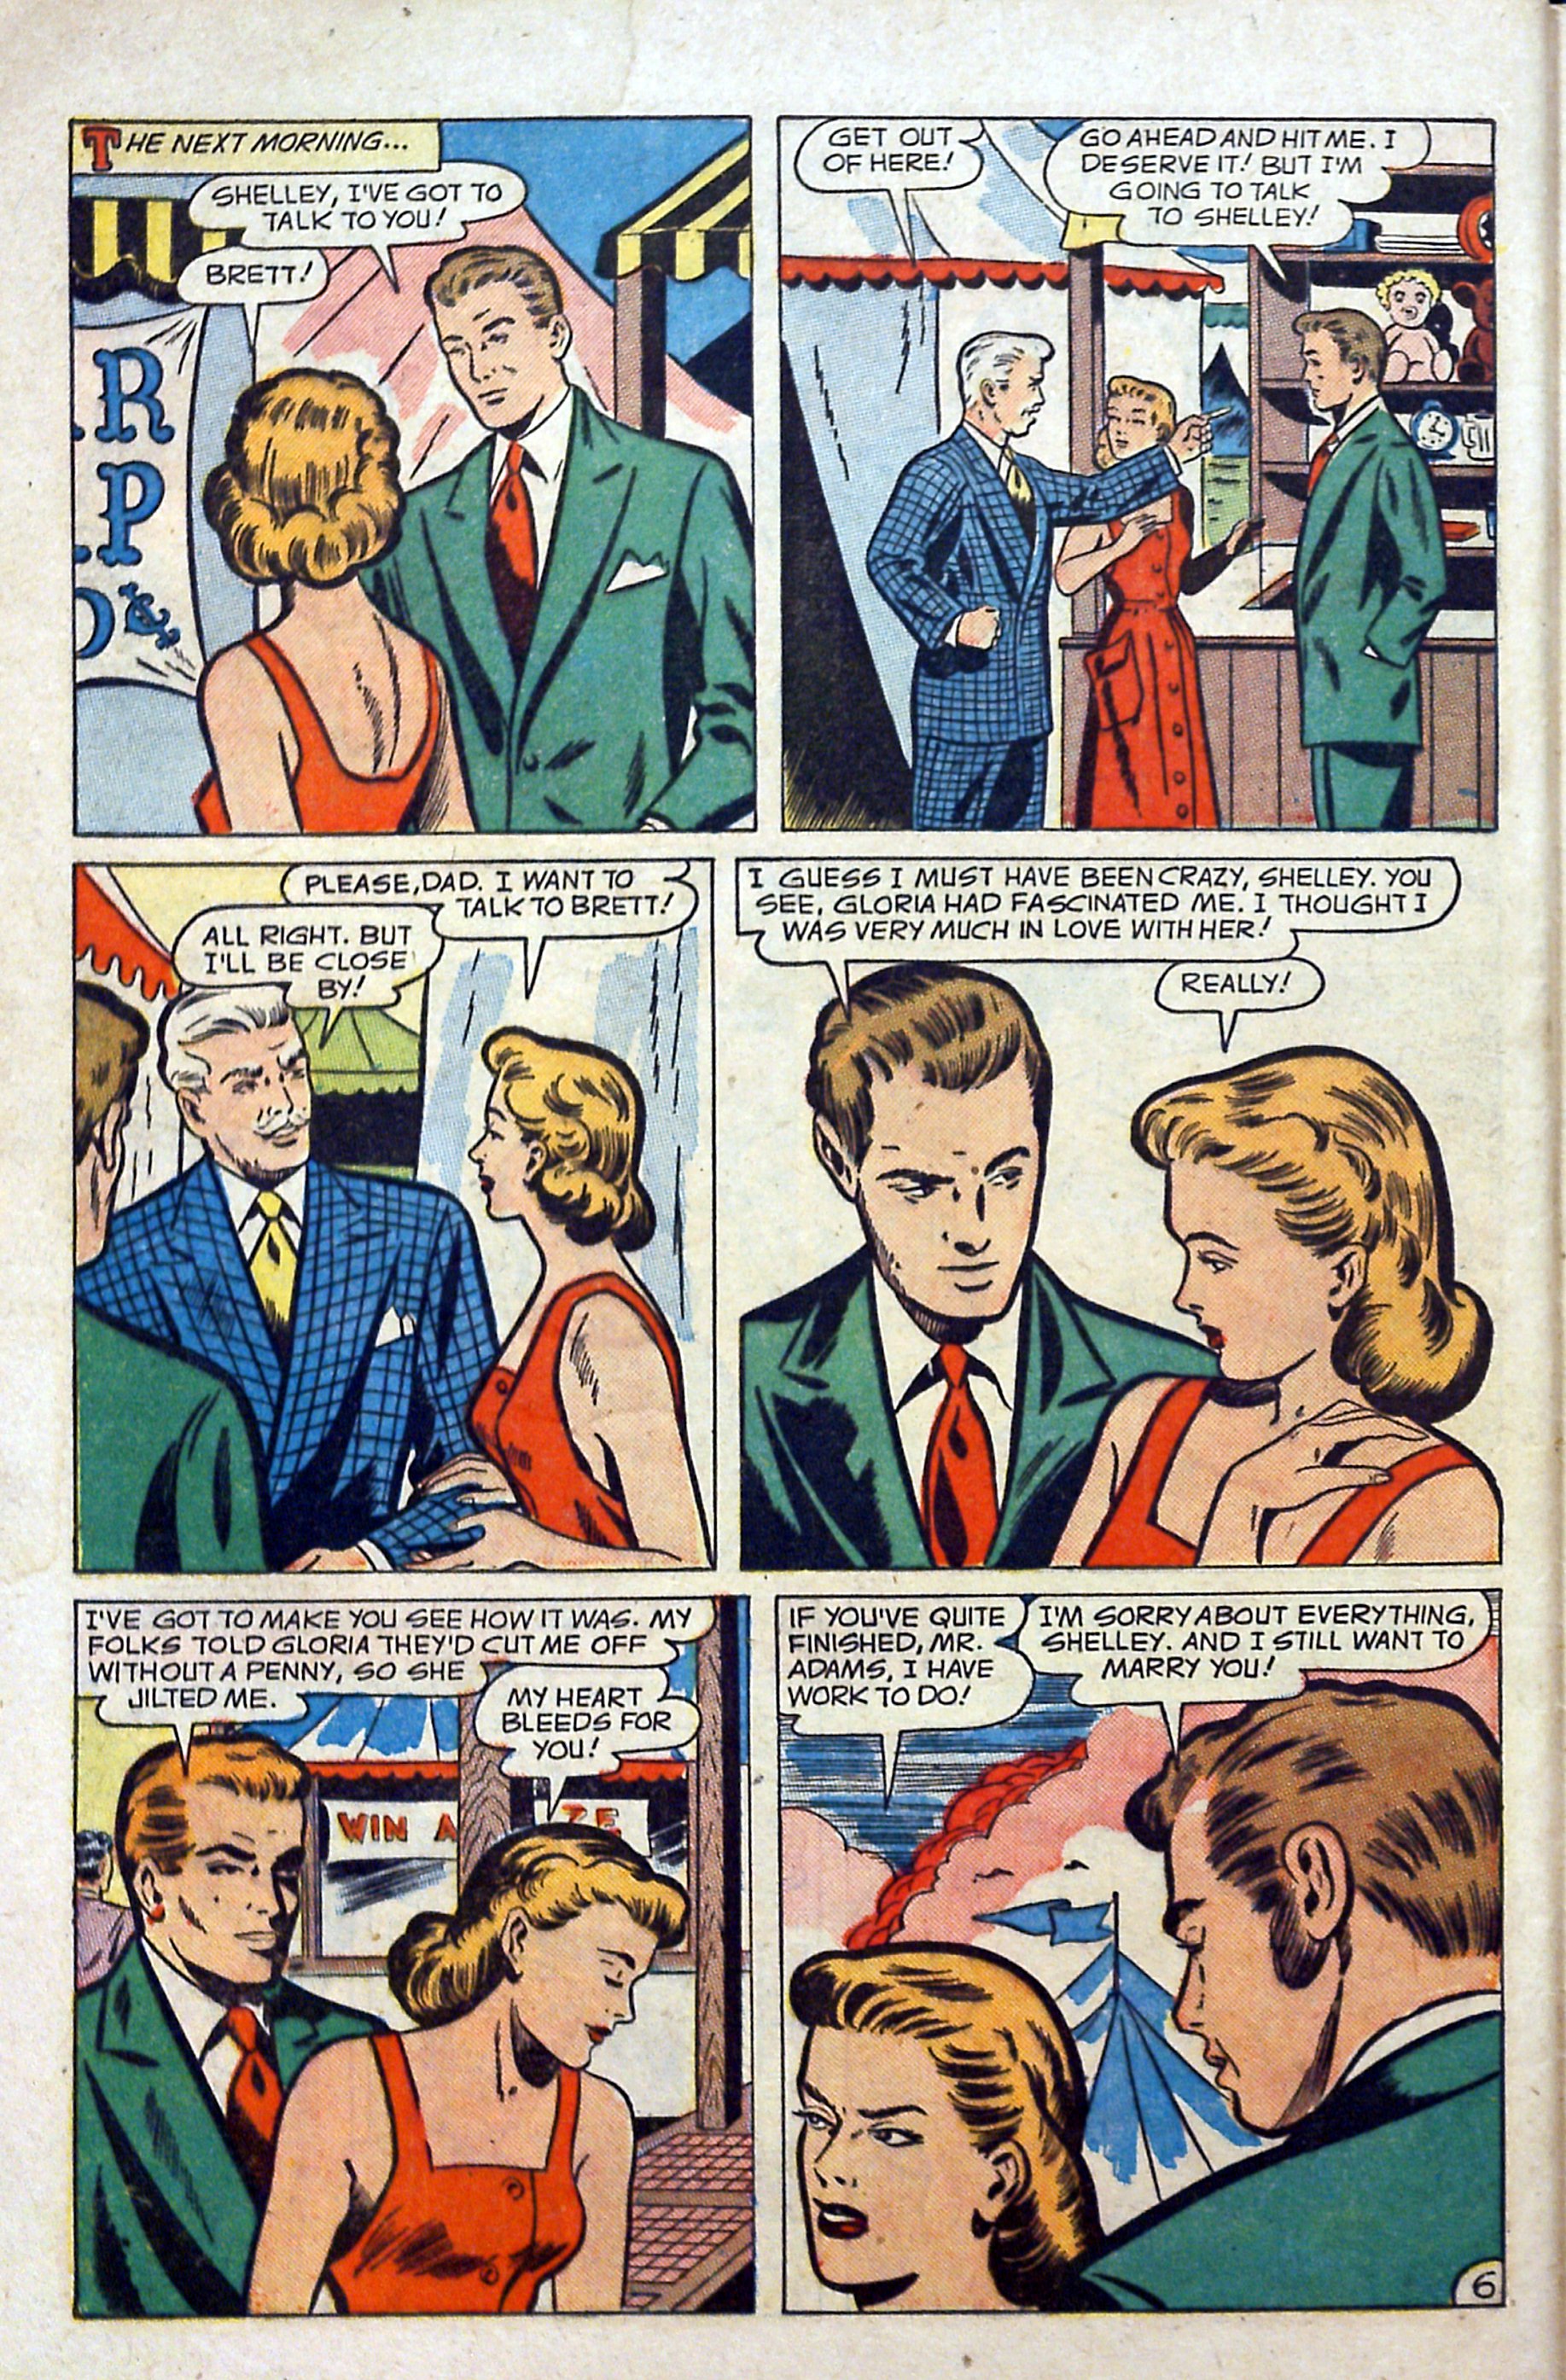 THE NEXT MORNING...
SHELLEY, I'VE GOT TO
TALK TO YOU!
BRETT!
.R
.P
0¢
GET OUT
OF HERE!
GO AHEAD AND HIT ME. I
DESERVE IT! BUT I'M
GOING TO TALK
TO SHELLEY!
PLEASE, DAD. I WANT TO
TALK TO BRETT!
ALL RIGHT. BUT
I'LL BE CLOSE
BY!
I GUESS I MUST HAVE BEEN CRAZY, SHELLEY. YOU
SEE, GLORIA HAD FASCINATED ME. I THOUGHT I
WAS VERY MUCH IN LOVE WITH HER!
REALLY!
I'VE GOT TO MAKE YOU SEE HOW IT WAS. MY
FOLKS TOLD GLORIA THEY'D CUT ME OFF
WITHOUT A PENNY, SO SHE
JILTED ME.
MY HEART
BLEEDS FOR
YOU!
WIN A ZE
IF YOU'VE QUITE
FINISHED, MR.
ADAMS, I HAVE
WORK TO DO!
I'M SORRY ABOUT EVERYTHING,
SHELLEY. AND I STILL WANT TO
MARRY YOU!
6